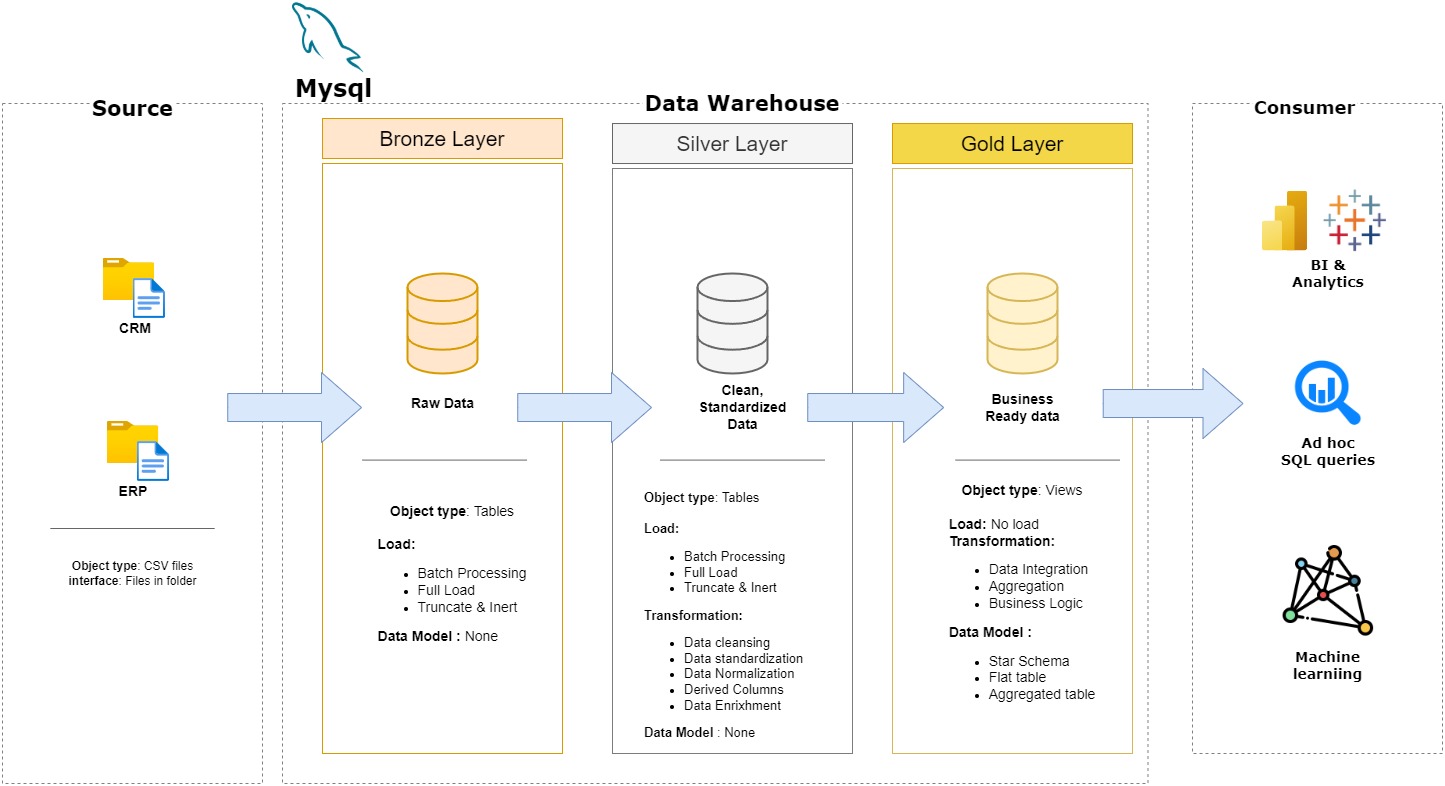 Mysql
Source
CRM
ERP
Object type: CSV files
interface: Files in folder
Data Warehouse
Bronze Layer
Raw Data
Object type: Tables
Load:
Batch Processing
Full Load
Truncate & Inert
Data Model : None
Silver Layer
Clean,
Standardized
Data
Object type: Tables
Load:
Batch Processing
Full Load
Truncate & Inert
Transformation:
Data cleansing
Data standardization
Data Normalization
Derived Columns
Data Enrixhment
Data Model : None
Gold Layer
Business
Ready data
Object type: Views
Load: No load
Transformation:
Data Integration
Aggregation
Business Logic
Data Model :
Star Schema
Flat table
Aggregated table
Consumer
BI &
Analytics
Ad hoc
SQL queries
Machine
learniing